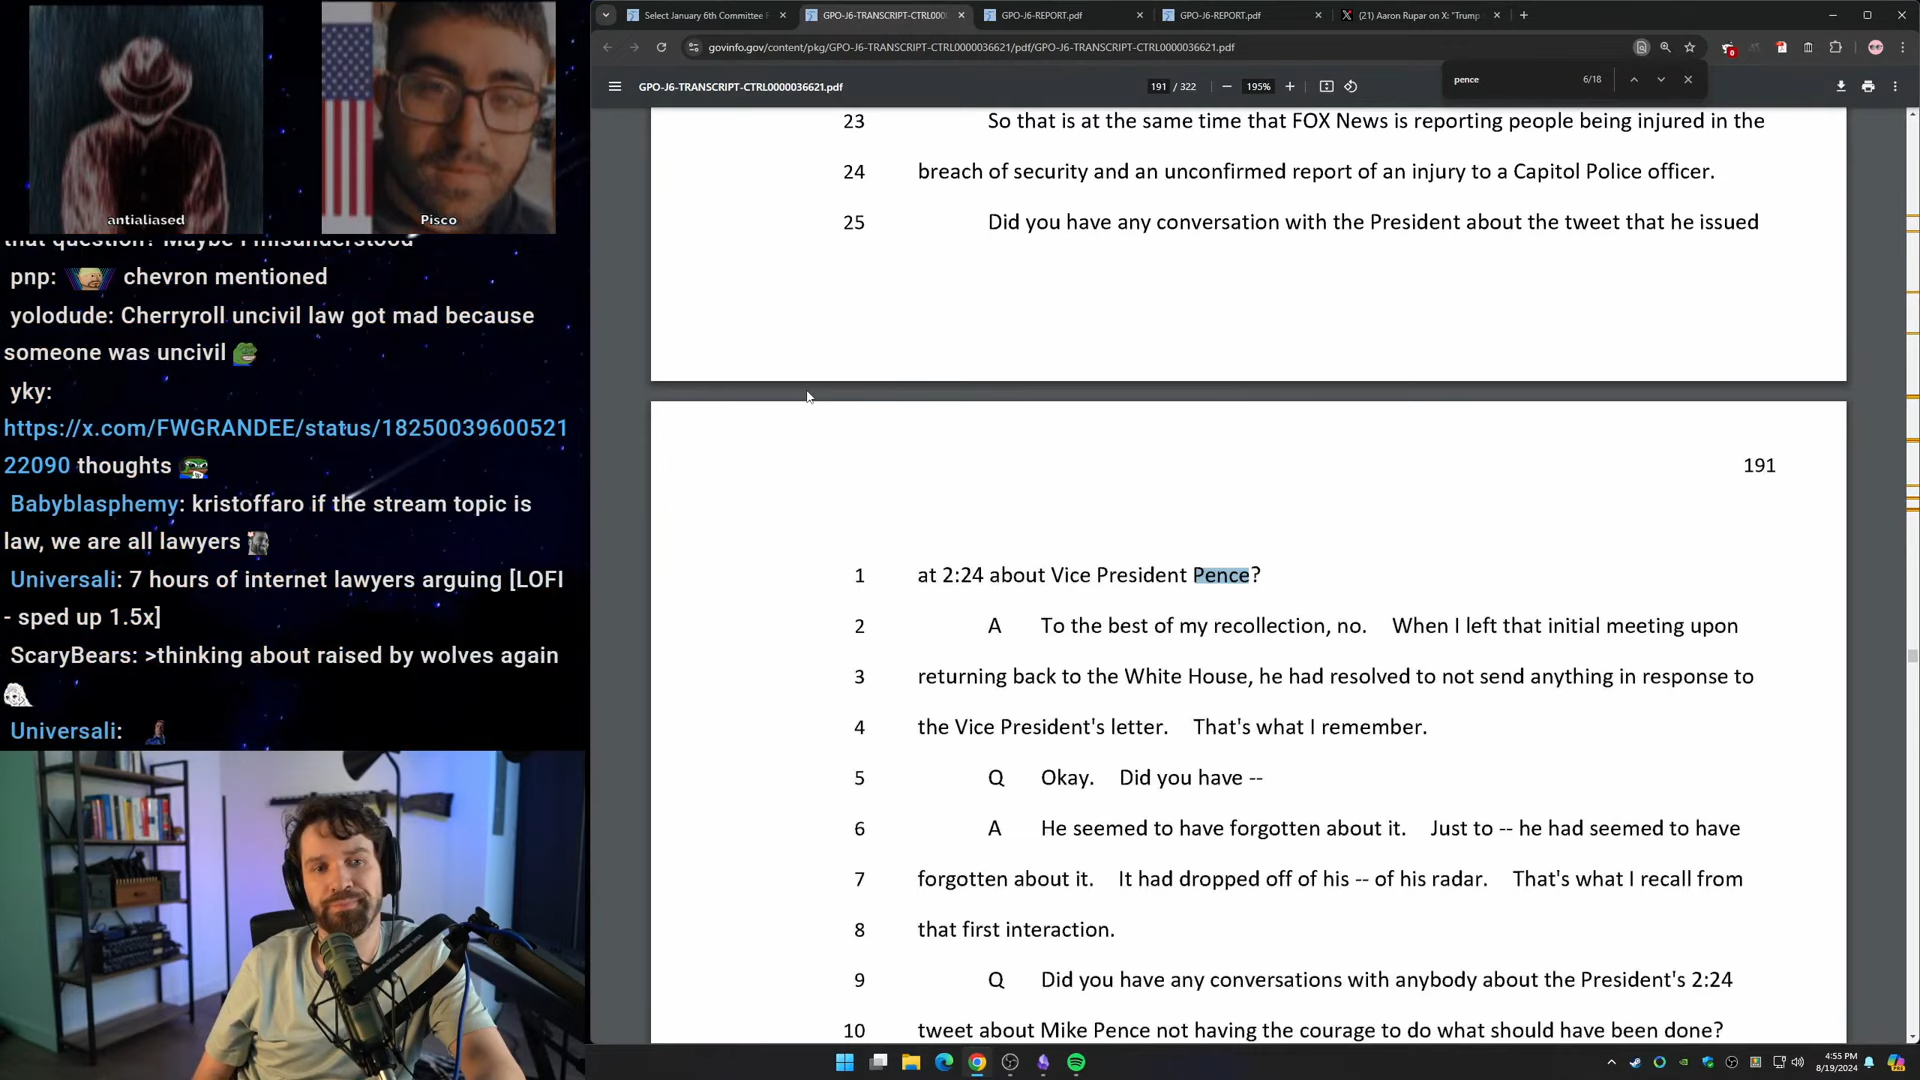 Select January 6th Committee F
GPO-J6-TRANSCRIPT-CTRL0000
GPO-J6-REPORT.pdf
GPO-J6-REPORT.pdf
(21) Aaron Rupar on X: "Trump
govinfo.gov/content/pkg/GPO-J6-TRANSCRIPT-CTRL0000036621/pdf/GPO-J6-TRANSCRIPT-CTRL0000036621.pdf
pence 6/18
GPO-J6-TRANSCRIPT-CTRL0000036621.pdf 191 / 322 195%
antialiased
Pisco
that question? Maybe I misunderstood
pnp: chevron mentioned
yolodude: Cherryroll uncivil law got mad because
someone was uncivil
yky:
https://x.com/FWGRANDEE/status/18250039600521
22090 thoughts
Babyblasphemy: kristoffaro if the stream topic is
law, we are all lawyers
Universali: 7 hours of internet lawyers arguing [LOFI
- sped up 1.5x]
ScaryBears: >thinking about raised by wolves again
Universali:
23 So that is at the same time that FOX News is reporting people being injured in the
24 breach of security and an unconfirmed report of an injury to a Capitol Police officer.
25 Did you have any conversation with the President about the tweet that he issued
191
1 at 2:24 about Vice President Pence?
2 A To the best of my recollection, no. When I left that initial meeting upon
3 returning back to the White House, he had resolved to not send anything in response to
4 the Vice President's letter. That's what I remember.
5 Q Okay. Did you have --
6 A He seemed to have forgotten about it. Just to -- he had seemed to have
7 forgotten about it. It had dropped off of his -- of his radar. That's what I recall from
8 that first interaction.
9 Q Did you have any conversations with anybody about the President's 2:24
10 tweet about Mike Pence not having the courage to do what should have been done?
4:55 PM
8/19/2024